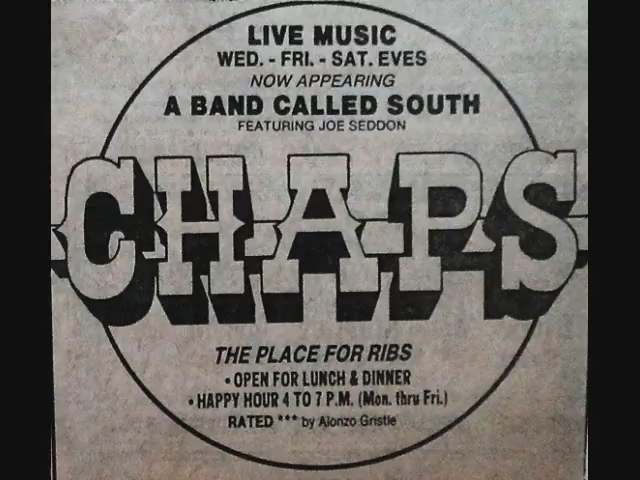 LIVE MUSIC
WED. - FRI. - SAT. EVES
NOW APPEARING
A BAND CALLED SOUTH
FEATURING JOE SEDDON
CHAPS
THE PLACE FOR RIBS
• OPEN FOR LUNCH & DINNER
• HAPPY HOUR 4 TO 7 P.M. (Mon. thru Fri.)
RATED *** by Alonzo Gristle